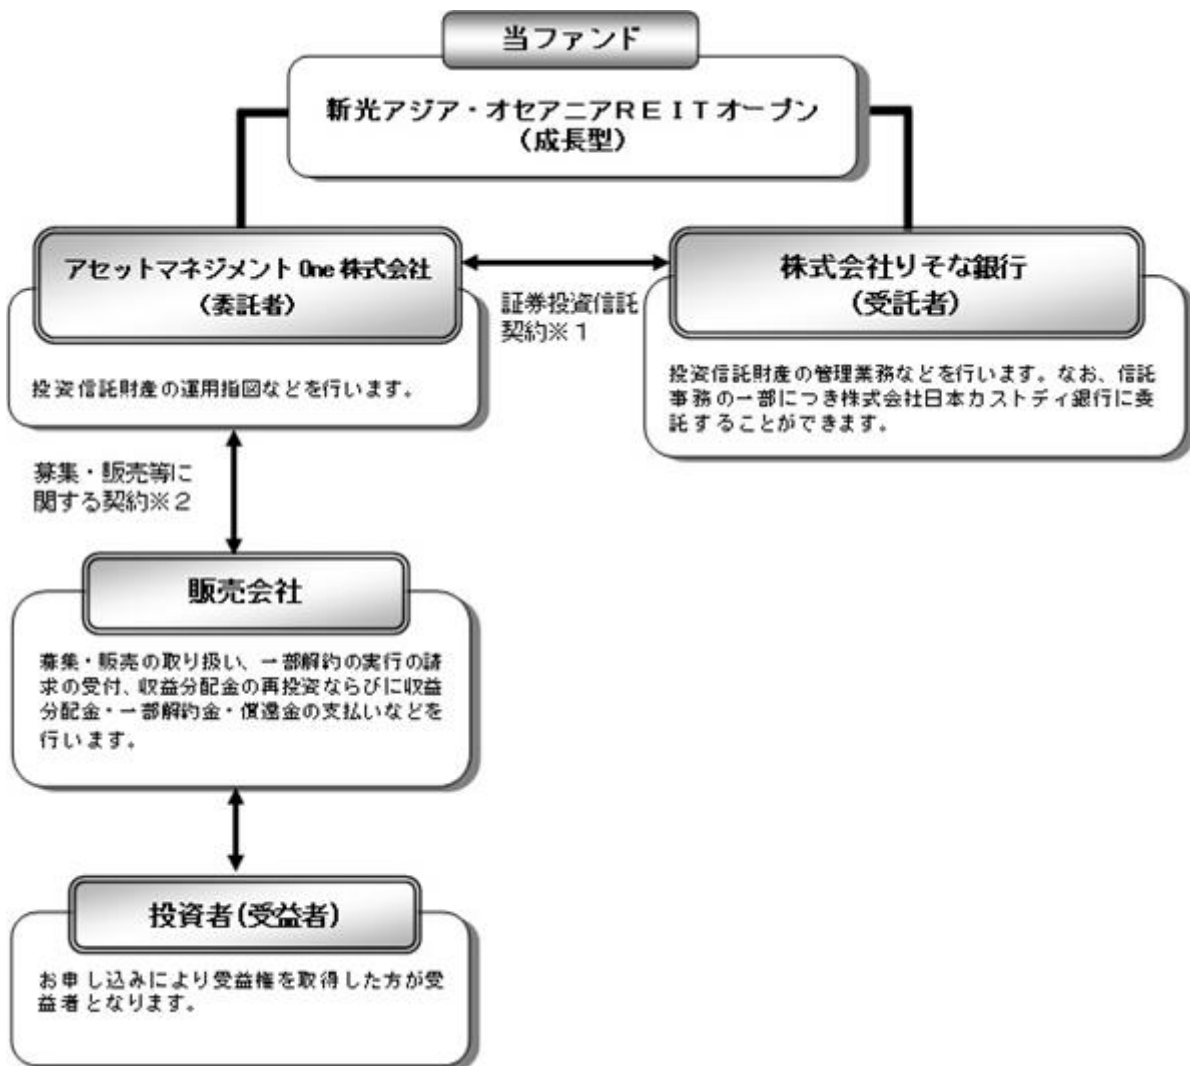 当ファンド
新光アジア・オセアニアＲＥＩＴオープン
（成長型）
アセットマネジメントOne株式会社
（委託者）
投資信託財産の運用指図などを行います。
証券投資信託
契約※１
株式会社りそな銀行
（受託者）
投資信託財産の管理業務などを行います。なお、信託
事務の一部につき株式会社日本カストディ銀行に委
託することができます。
募集・販売等に
関する契約※２
販売会社
募集・販売の取り扱い、一部解約の実行の請
求の受付、収益分配金の再投資ならびに収益
分配金・一部解約金・償還金の支払いなどを
行います。
投資者(受益者)
お申し込みにより受益権を取得した方が受
益者となります。